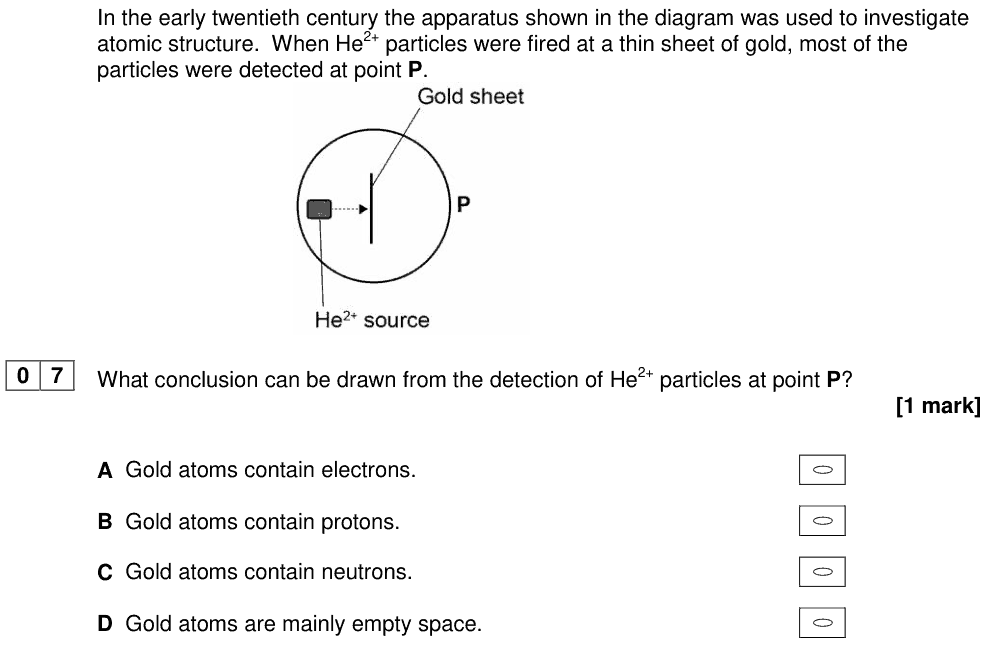 In the early twentieth century the apparatus shown in the diagram was used to investigate
atomic structure.  When He²⁺ particles were fired at a thin sheet of gold, most of the
particles were detected at point P.
Gold sheet
P
He²⁺ source
0 7 What conclusion can be drawn from the detection of He²⁺ particles at point P?
[1 mark]
A Gold atoms contain electrons.
B Gold atoms contain protons.
C Gold atoms contain neutrons.
D Gold atoms are mainly empty space.